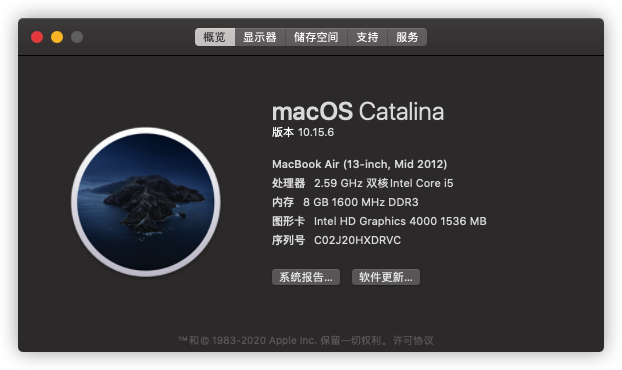 概览 显示器 储存空间 支持 服务
macOS Catalina
版本 10.15.6
MacBook Air (13-inch, Mid 2012)
处理器 2.59 GHz 双核Intel Core i5
内存 8 GB 1600 MHz DDR3
图形卡 Intel HD Graphics 4000 1536 MB
序列号 C02J20HXDRVC
系统报告... 软件更新...
™和© 1983-2020 Apple Inc. 保留一切权利。许可协议